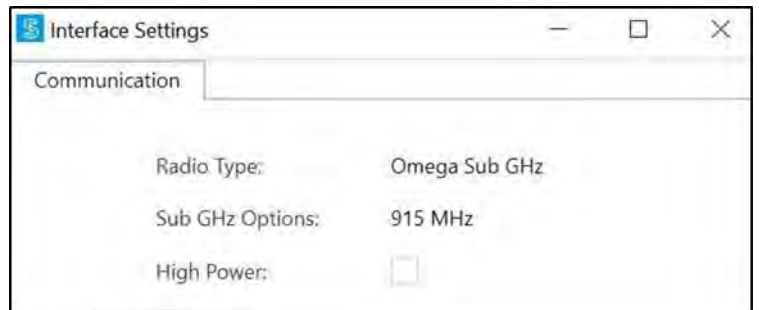 Interface Settings
Communication
Radio Type: Omega Sub GHz
Sub GHz Options: 915 MHz
High Power: